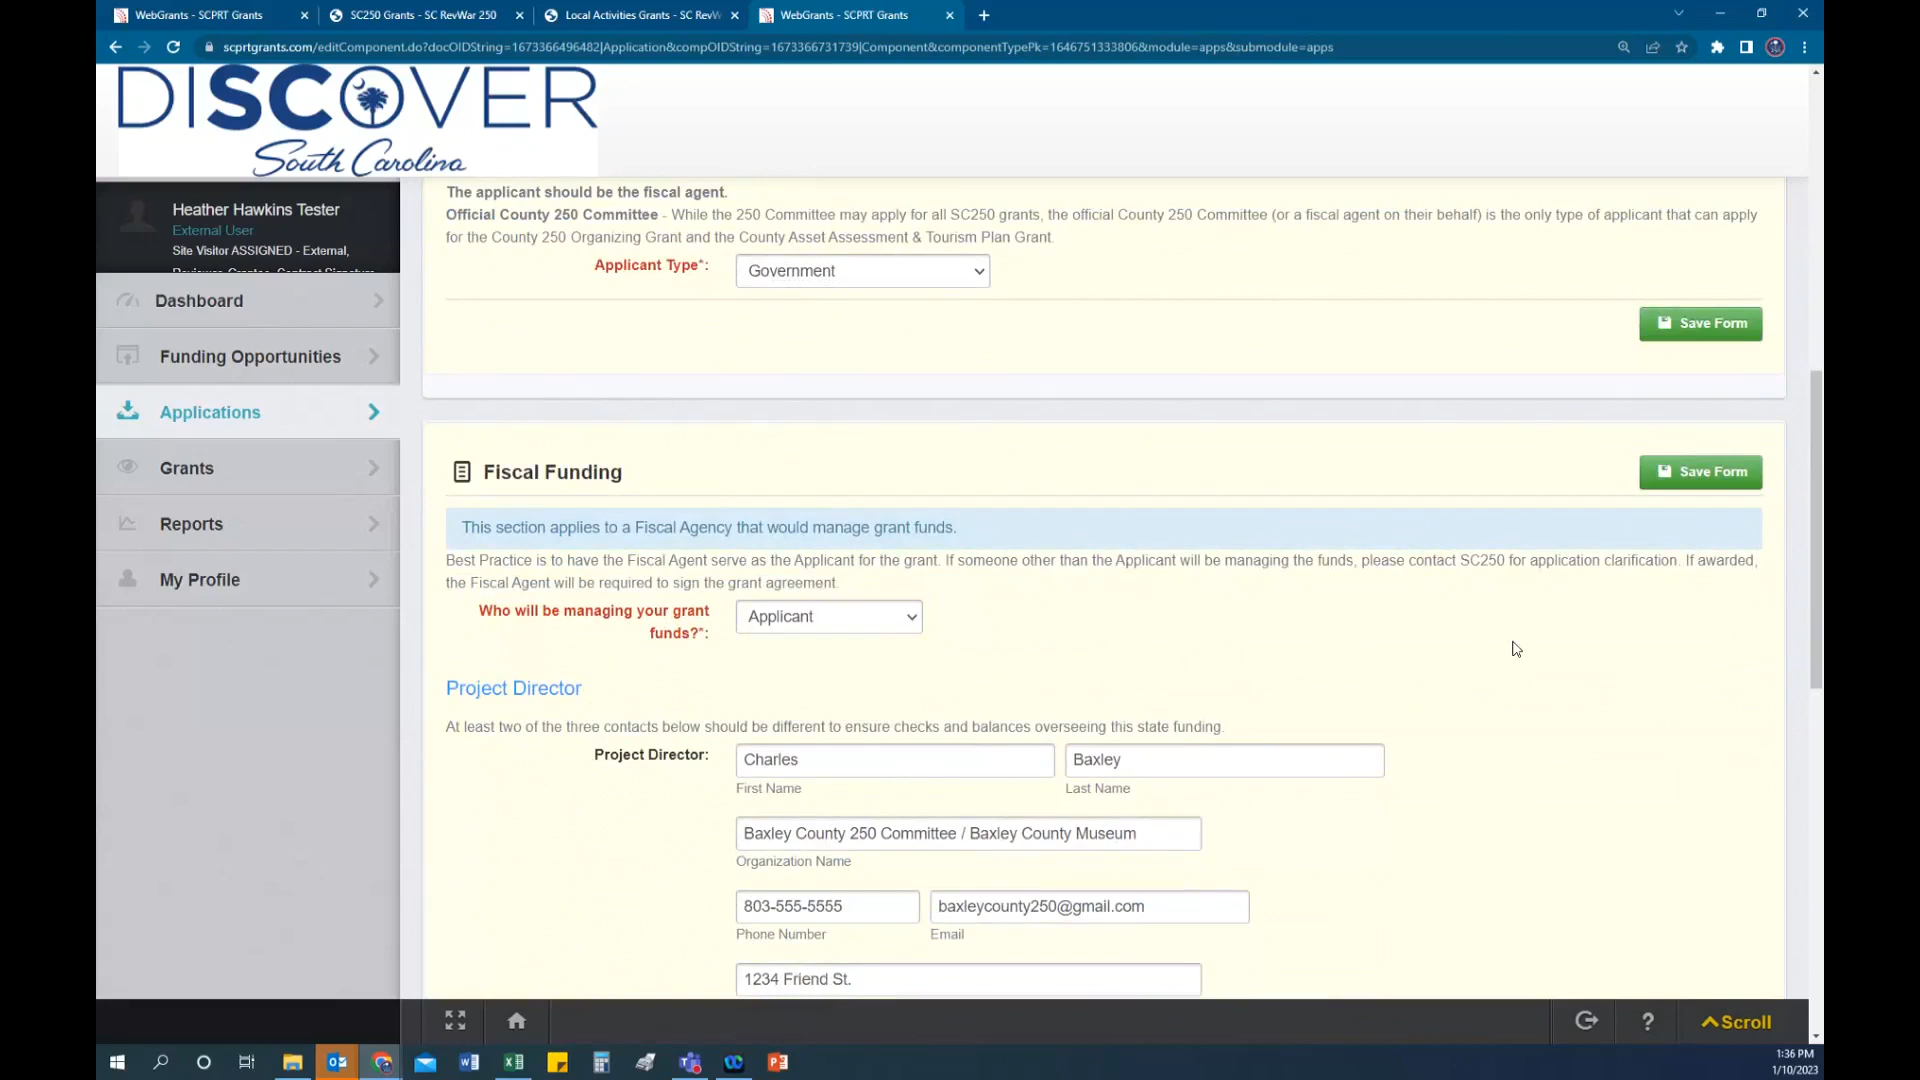 WebGrants - SCPRT Grants
SC250 Grants - SC RevWar 250
Local Activities Grants - SC RevW
WebGrants - SCPRT Grants
scprtgrants.com/editComponent.do?docOIDString=1673366496482|Application&compOIDString=1673366731739|Component&componentTypePk=1646751333806&module=apps&submodule=apps
DISCOVER
South Carolina
Heather Hawkins Tester
External User
Site Visitor ASSIGNED - External,
Reviewer, Grantee, Contract Signature
Dashboard
Funding Opportunities
Applications
Grants
Reports
My Profile
The applicant should be the fiscal agent.
Official County 250 Committee - While the 250 Committee may apply for all SC250 grants, the official County 250 Committee (or a fiscal agent on their behalf) is the only type of applicant that can apply
for the County 250 Organizing Grant and the County Asset Assessment & Tourism Plan Grant.
Applicant Type*: Government
Save Form
Fiscal Funding
Save Form
This section applies to a Fiscal Agency that would manage grant funds.
Best Practice is to have the Fiscal Agent serve as the Applicant for the grant. If someone other than the Applicant will be managing the funds, please contact SC250 for application clarification. If awarded,
the Fiscal Agent will be required to sign the grant agreement.
Who will be managing your grant
funds?*:
Applicant
Project Director
At least two of the three contacts below should be different to ensure checks and balances overseeing this state funding.
Project Director: Charles Baxley
First Name Last Name
Baxley County 250 Committee / Baxley County Museum
Organization Name
803-555-5555 baxleycounty250@gmail.com
Phone Number Email
1234 Friend St.
Scroll
1:36 PM
1/10/2023